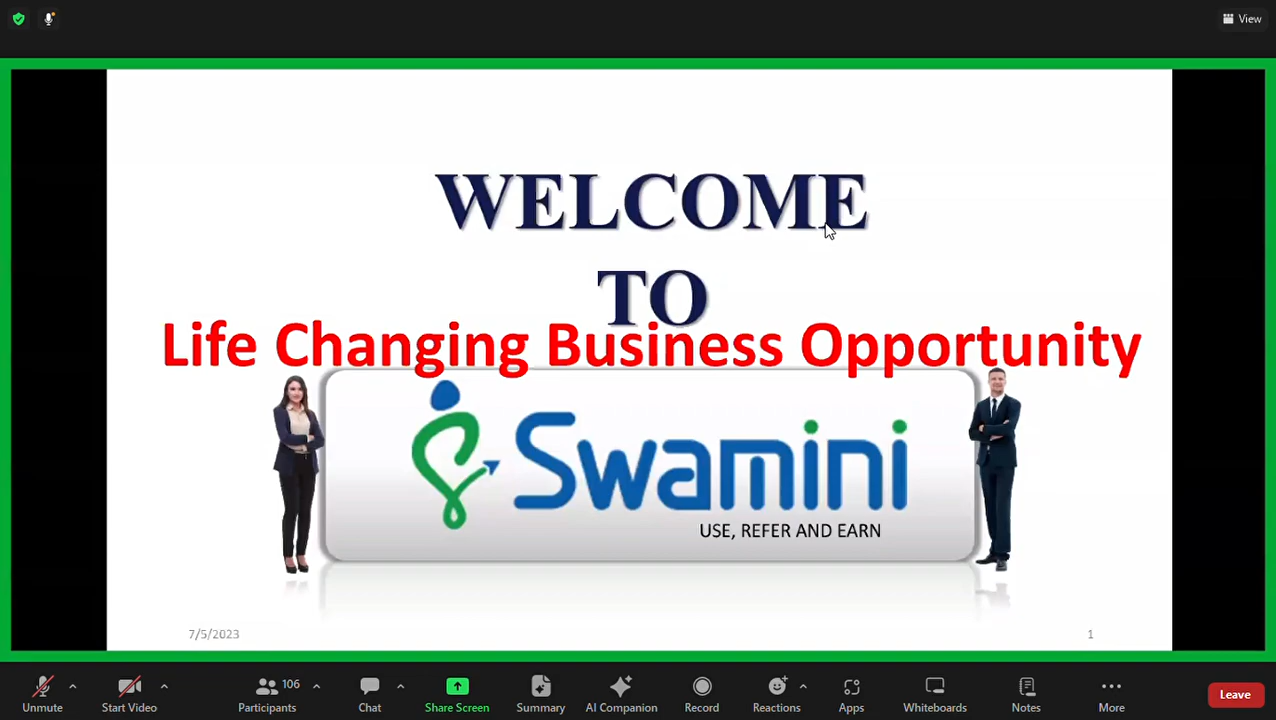 View
WELCOME
TO
Life Changing Business Opportunity
Swamini
USE, REFER AND EARN
7/5/2023
1
Unmute
Start Video
106
Participants
Chat
Share Screen
Summary
AI Companion
Record
Reactions
Apps
Whiteboards
Notes
More
Leave